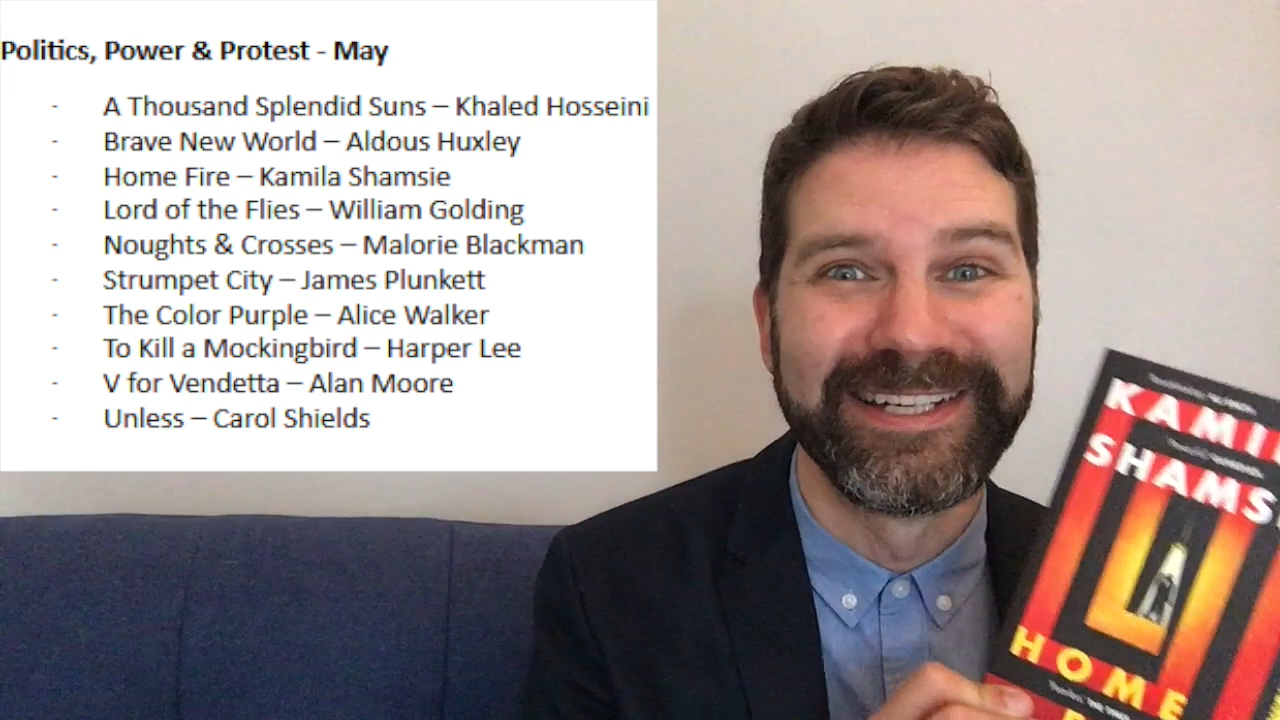 Politics, Power & Protest - May
- A Thousand Splendid Suns – Khaled Hosseini
- Brave New World – Aldous Huxley
- Home Fire – Kamila Shamsie
- Lord of the Flies – William Golding
- Noughts & Crosses – Malorie Blackman
- Strumpet City – James Plunkett
- The Color Purple – Alice Walker
- To Kill a Mockingbird – Harper Lee
- V for Vendetta – Alan Moore
- Unless – Carol Shields
KAMI
SHAMS
HOME